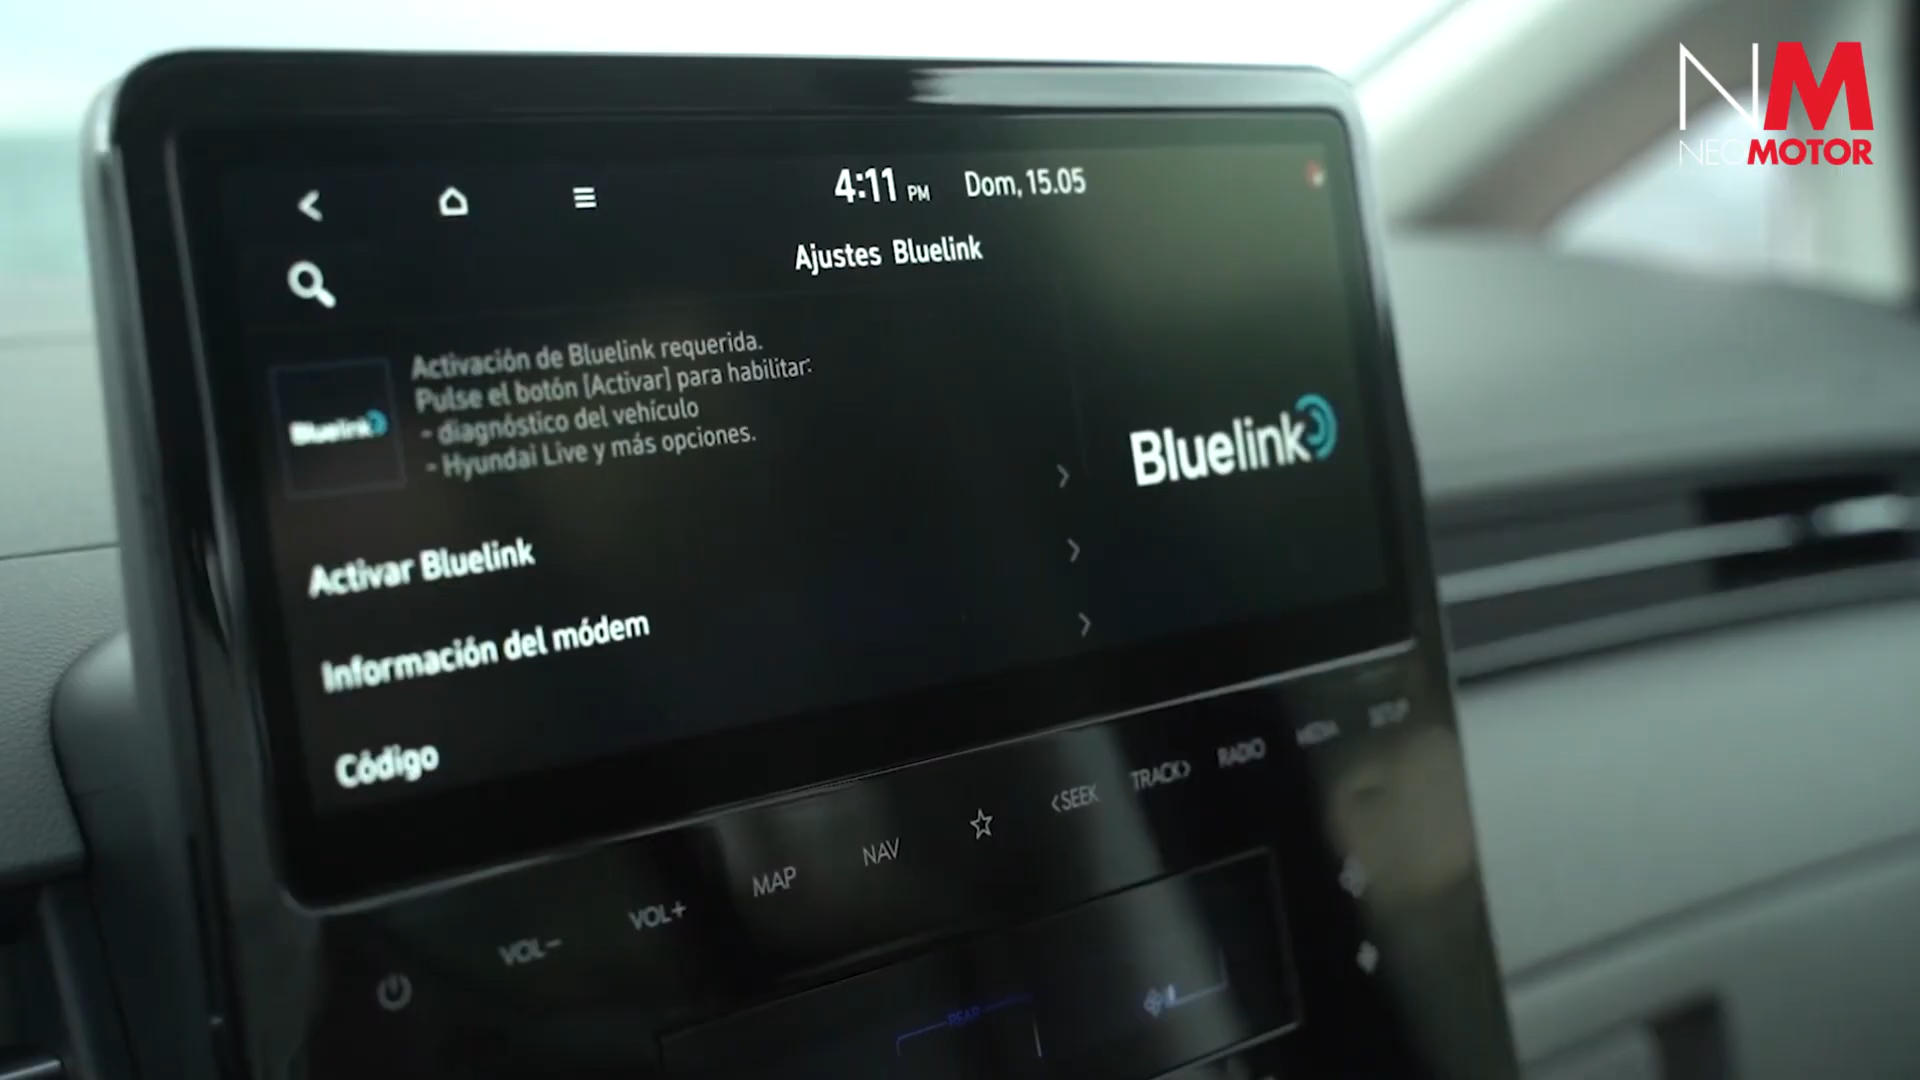 NM
NEOMOTOR
4:11 PM Dom, 15.05
Ajustes Bluelink
Activación de Bluelink requerida.
Pulse el botón [Activar] para habilitar:
- diagnóstico del vehículo
- Hyundai Live y más opciones.
Bluelink
Bluelink
Activar Bluelink
Información del módem
Código
VOL- VOL+ MAP NAV <SEEK TRACK> RADIO MEDIA SETUP
REAR